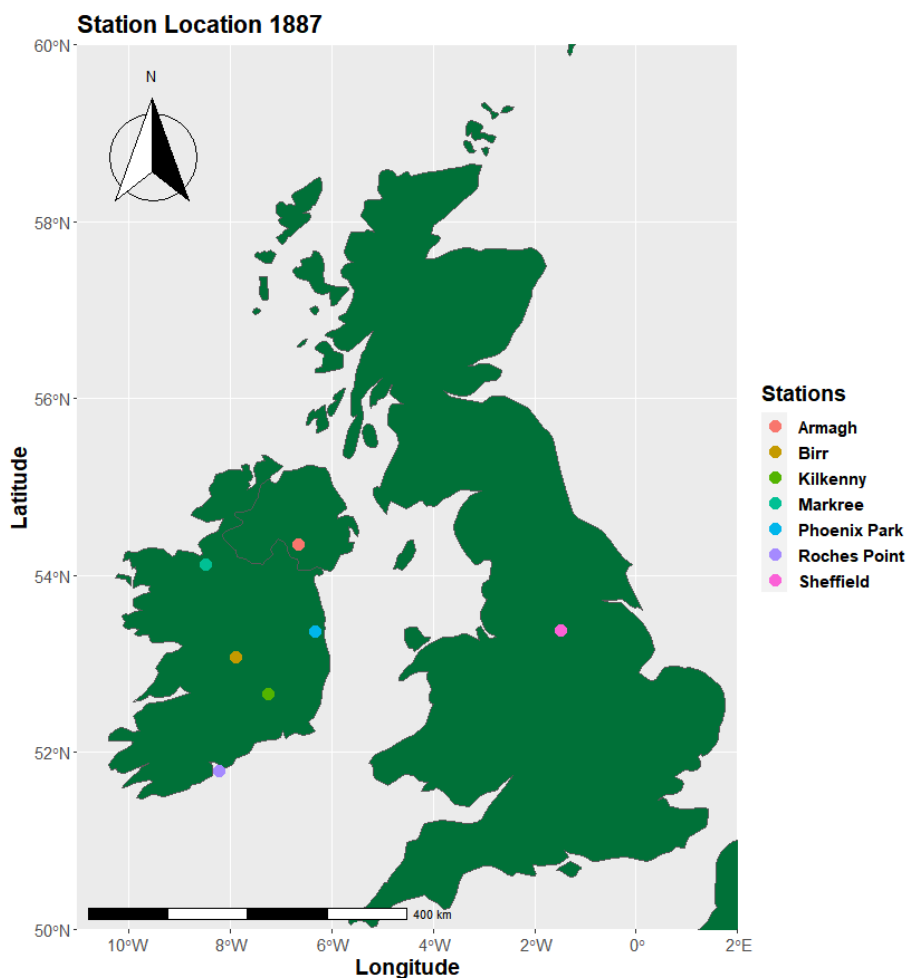 Station Location 1887
60°N
58°N
56°N
54°N
52°N
50°N
Latitude
N
400 km
10°W
8°W
6°W
4°W
2°W
0°
2°E
Longitude
Stations
Armagh
Birr
Kilkenny
Markree
Phoenix Park
Roches Point
Sheffield